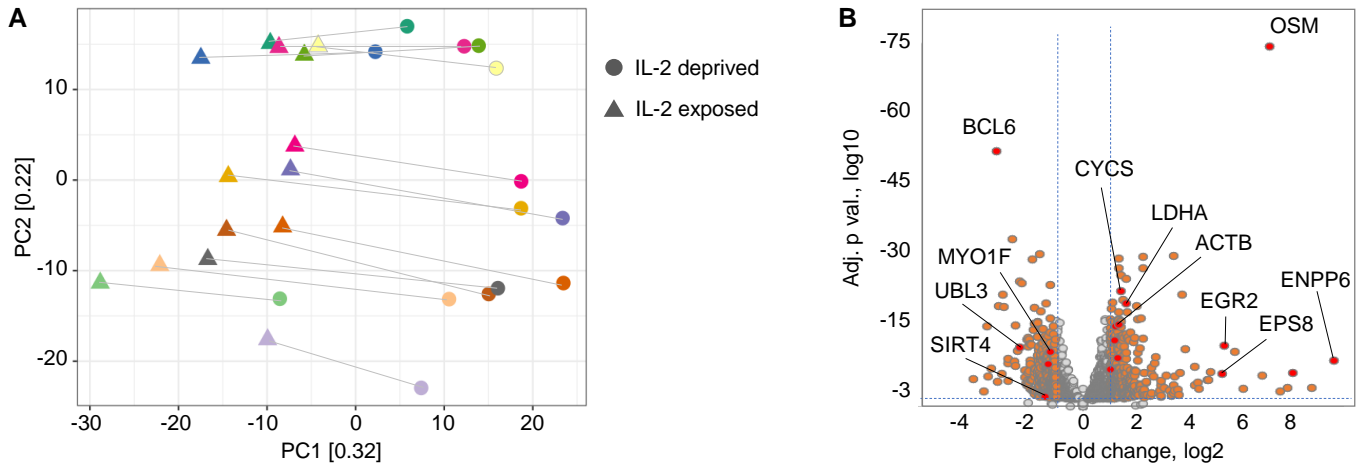 A
10
0
-10
-20
PC2 [0.22]
-30
-20
-10
0
10
20
PC1 [0.32]
IL-2 deprived
IL-2 exposed
B
-75
-60
-45
-30
-15
-3
Adj. p val., log10
OSM
BCL6
CYCS
LDHA
ACTB
MYO1F
UBL3
SIRT4
EGR2
EPS8
ENPP6
-4
-2
0
2
4
6
8
Fold change, log2